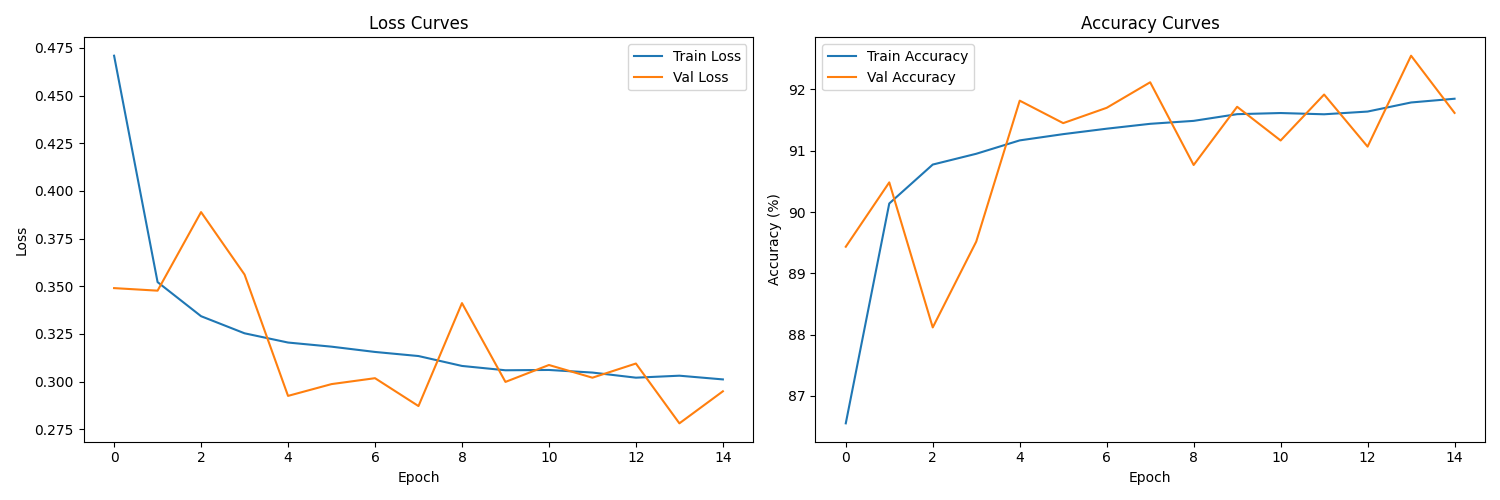 Loss Curves
Train Loss
Val Loss
0.475
0.450
0.425
0.400
0.375
0.350
0.325
0.300
0.275
Loss
0 2 4 6 8 10 12 14
Epoch
Accuracy Curves
Train Accuracy
Val Accuracy
92
91
90
89
88
87
Accuracy (%)
0 2 4 6 8 10 12 14
Epoch